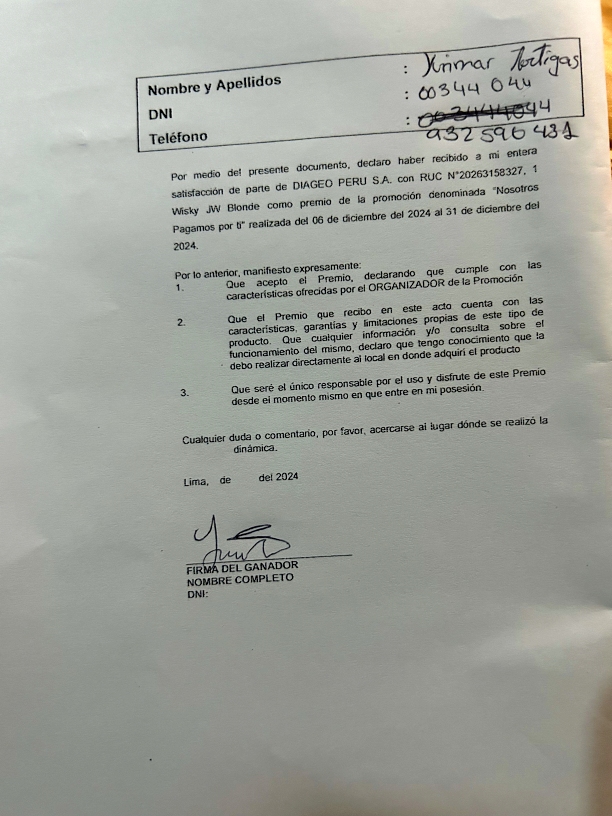 Nombre y Apellidos : Yinmar Artigas
DNI : 00344 044
Teléfono : 003444044
932596431
Por medio del presente documento, declaro haber recibido a mi entera
satisfacción de parte de DIAGEO PERU S.A. con RUC N°20263158327, 1
Wisky JW Blonde como premio de la promoción denominada "Nosotros
Pagamos por ti" realizada del 06 de diciembre del 2024 al 31 de diciembre del
2024.
Por lo anterior, manifiesto expresamente:
1. Que acepto el Premio, declarando que cumple con las
características ofrecidas por el ORGANIZADOR de la Promoción
2. Que el Premio que recibo en este acto cuenta con las
características, garantías y limitaciones propias de este tipo de
producto. Que cualquier información y/o consulta sobre el
funcionamiento del mismo, declaro que tengo conocimiento que la
debo realizar directamente al local en donde adquirí el producto
3. Que seré el único responsable por el uso y disfrute de este Premio
desde el momento mismo en que entre en mi posesión.
Cualquier duda o comentario, por favor, acercarse al lugar dónde se realizó la
dinámica.
Lima, de del 2024
FIRMA DEL GANADOR
NOMBRE COMPLETO
DNI: